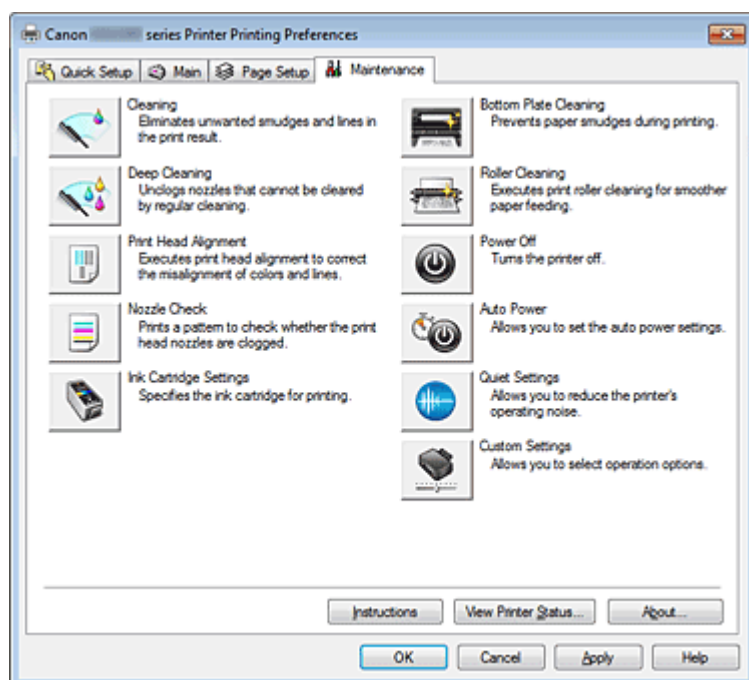 Canon series Printer Printing Preferences
Quick Setup Main Page Setup Maintenance
Cleaning
Eliminates unwanted smudges and lines in
the print result.
Deep Cleaning
Unclogs nozzles that cannot be cleared
by regular cleaning.
Print Head Alignment
Executes print head alignment to correct
the misalignment of colors and lines.
Nozzle Check
Prints a pattern to check whether the print
head nozzles are clogged.
Ink Cartridge Settings
Specifies the ink cartridge for printing.
Bottom Plate Cleaning
Prevents paper smudges during printing.
Roller Cleaning
Executes print roller cleaning for smoother
paper feeding.
Power Off
Turns the printer off.
Auto Power
Allows you to set the auto power settings.
Quiet Settings
Allows you to reduce the printer's
operating noise.
Custom Settings
Allows you to select operation options.
Instructions View Printer Status... About...
OK Cancel Apply Help